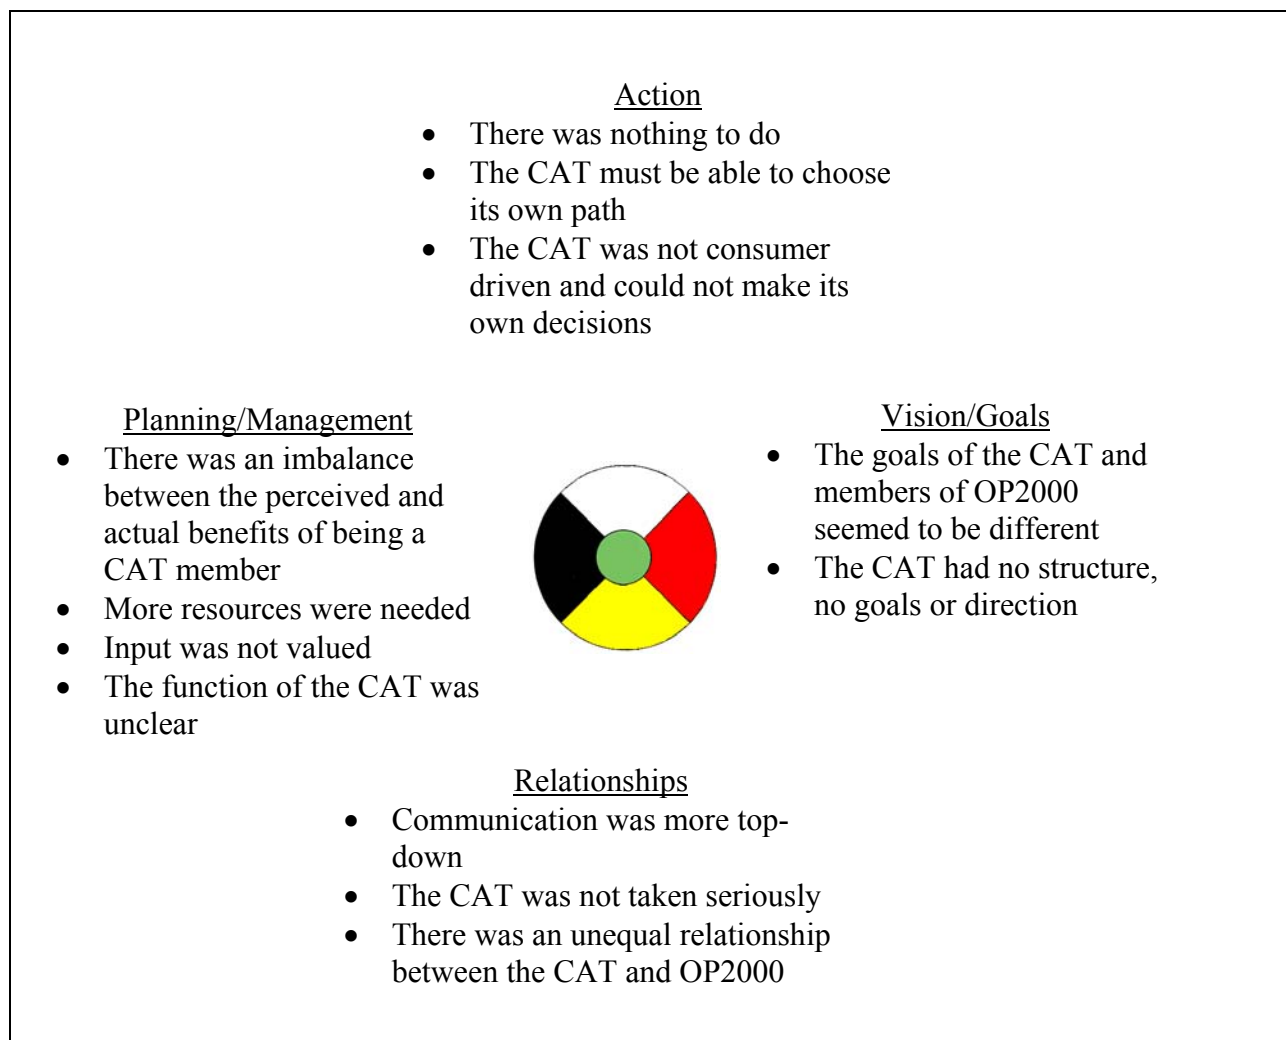 Action
• There was nothing to do
• The CAT must be able to choose
its own path
• The CAT was not consumer
driven and could not make its
own decisions
Planning/Management
• There was an imbalance
between the perceived and
actual benefits of being a
CAT member
• More resources were needed
• Input was not valued
• The function of the CAT was
unclear
Vision/Goals
• The goals of the CAT and
members of OP2000
seemed to be different
• The CAT had no structure,
no goals or direction
Relationships
• Communication was more top-
down
• The CAT was not taken seriously
• There was an unequal relationship
between the CAT and OP2000